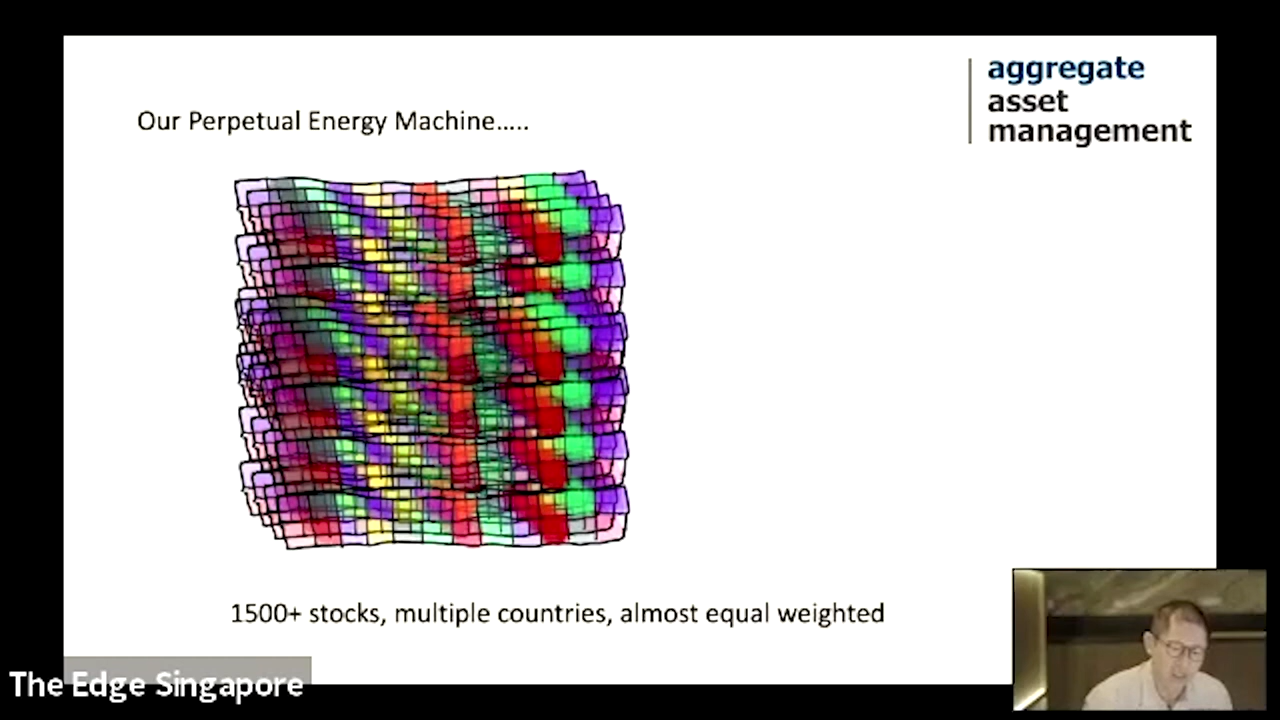 aggregate
asset
management
Our Perpetual Energy Machine…..
1500+ stocks, multiple countries, almost equal weighted
The Edge Singapore